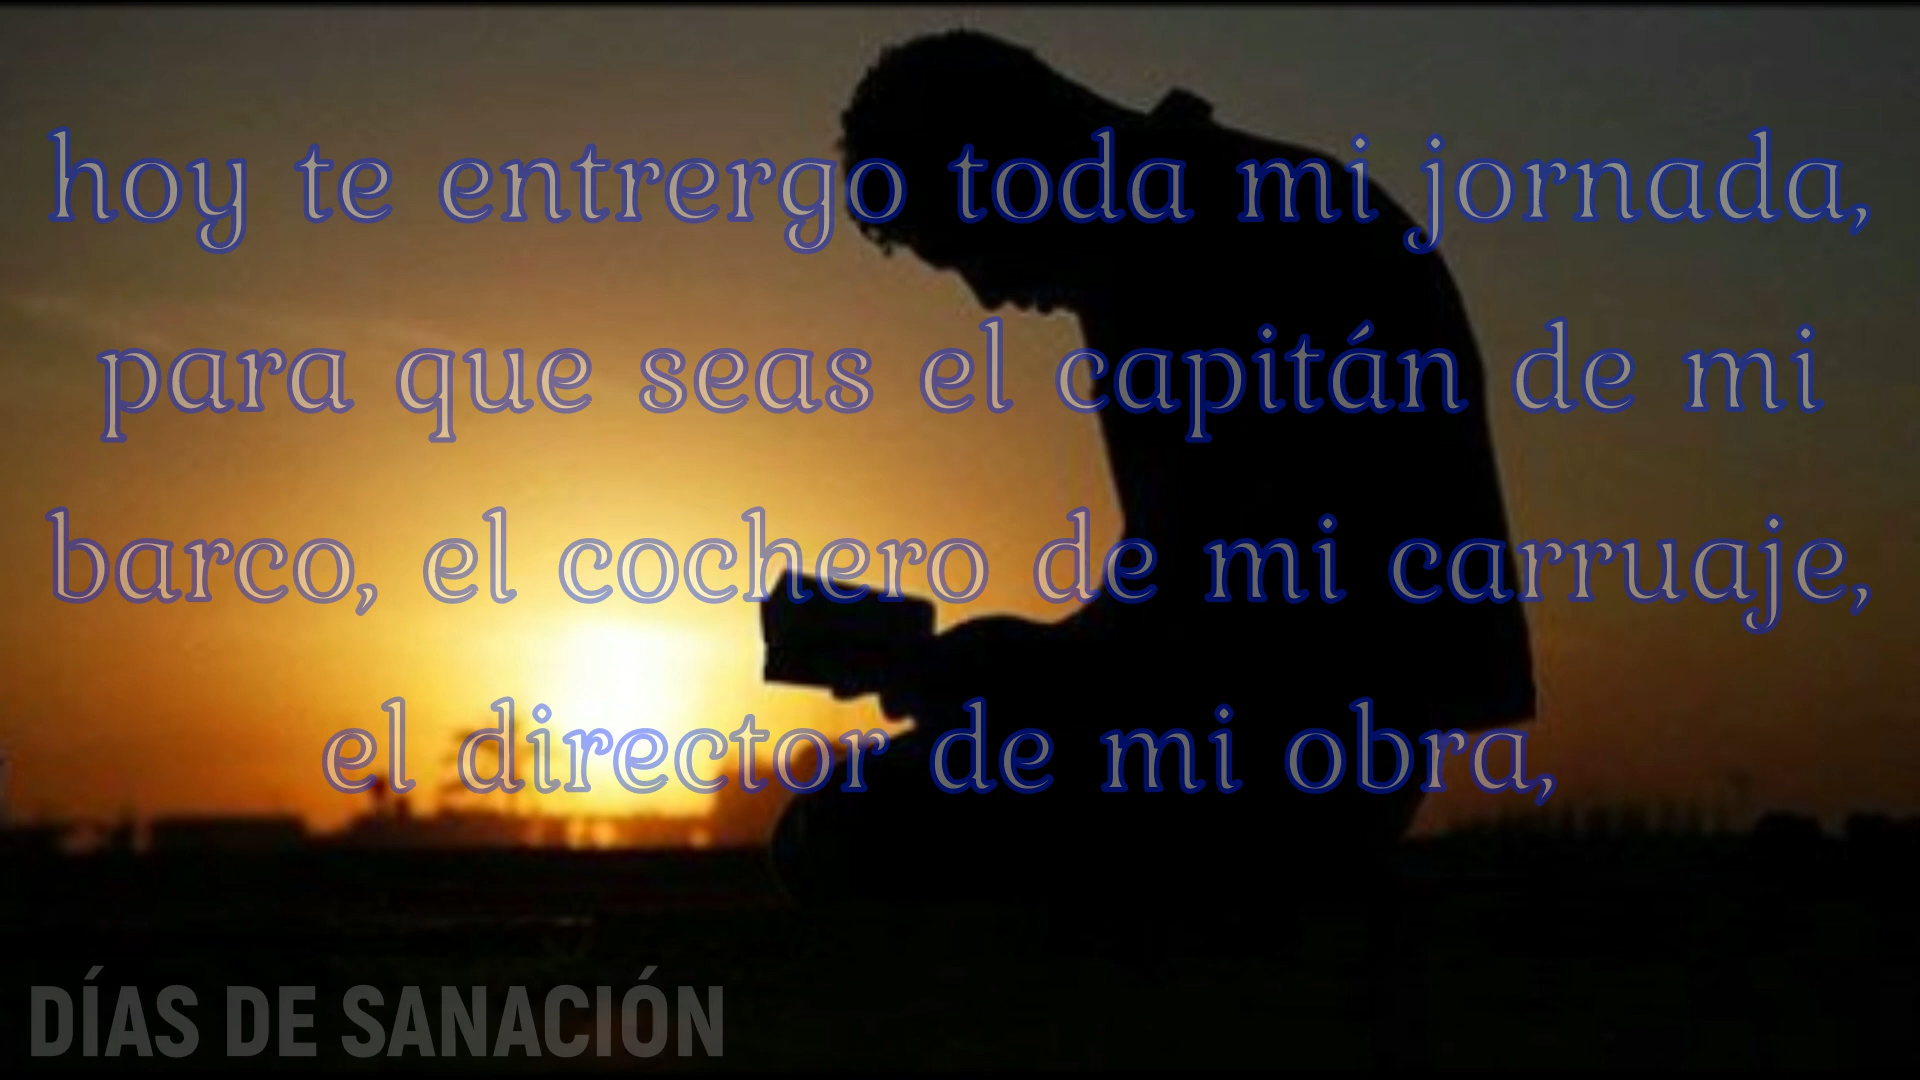 hoy te entrergo toda mi jornada,
para que seas el capitán de mi
barco, el cochero de mi carruaje,
el director de mi obra,
DÍAS DE SANACIÓN